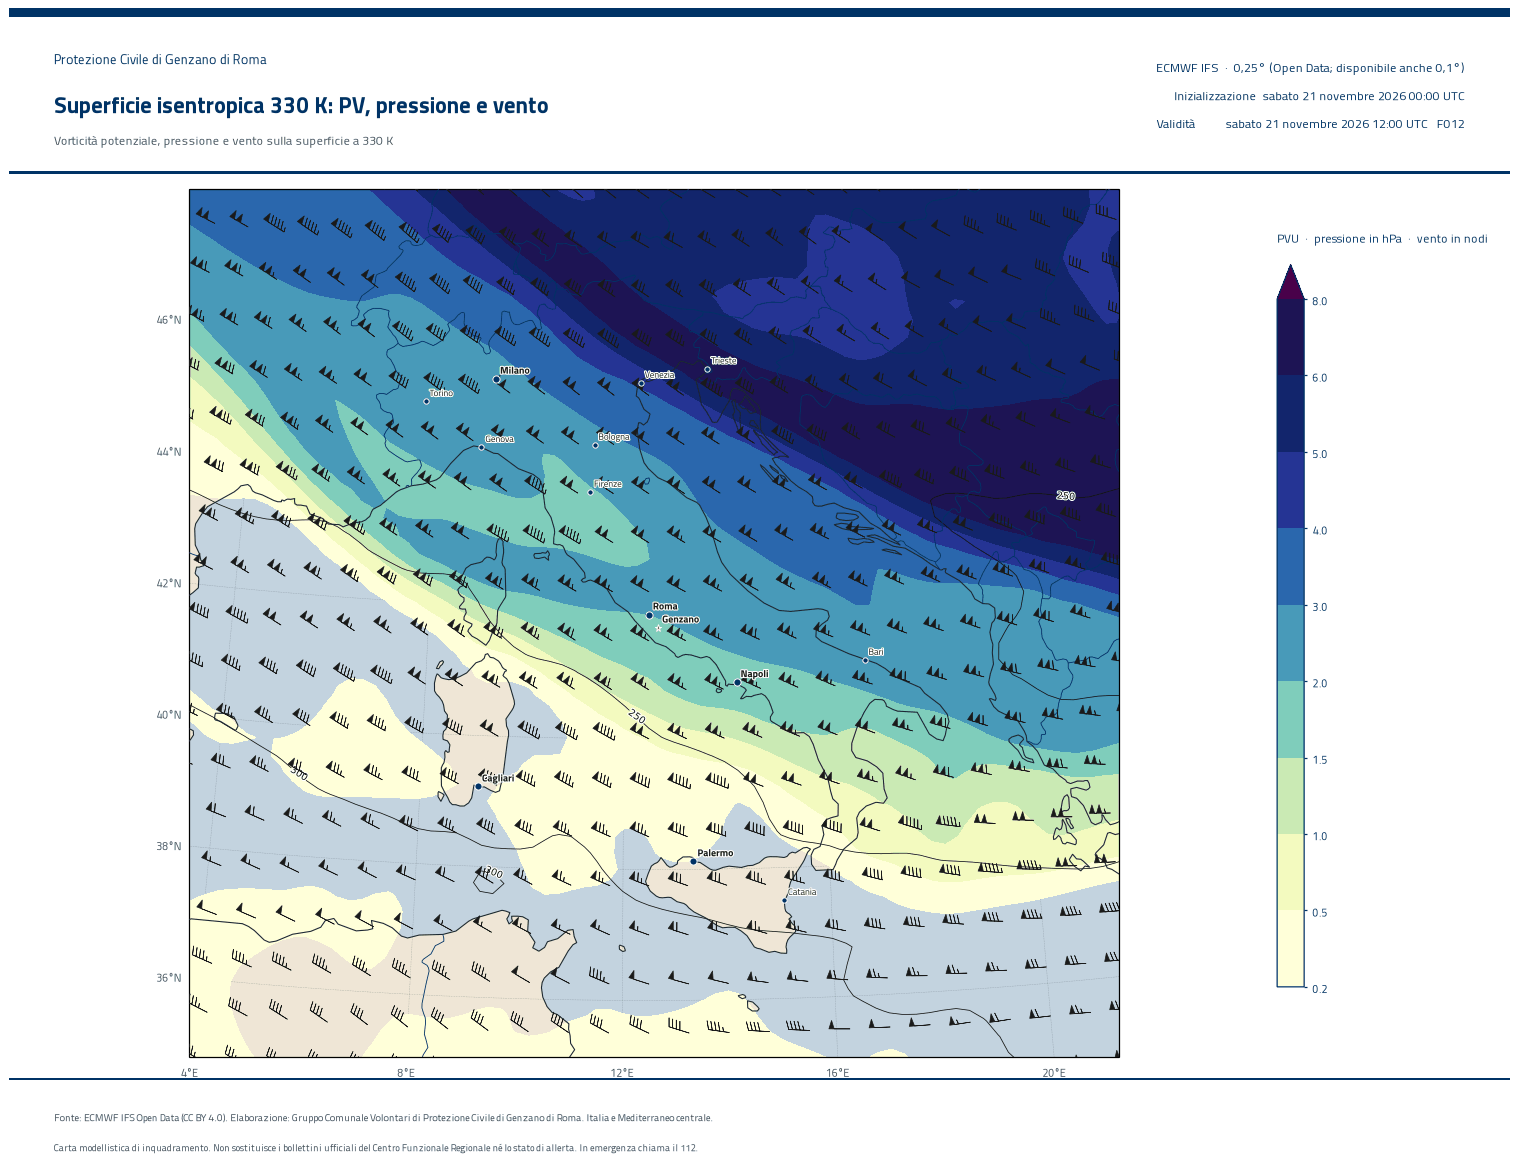 Protezione Civile di Genzano di Roma
Superficie isentropica 330 K: PV, pressione e vento
Vorticità potenziale, pressione e vento sulla superficie a 330 K
ECMWF IFS · 0,25° (Open Data; disponibile anche 0,1°)
Inizializzazione sabato 21 novembre 2026 00:00 UTC
Validità sabato 21 novembre 2026 12:00 UTC F012
PVU · pressione in hPa · vento in nodi
8.0
6.0
5.0
4.0
3.0
2.0
1.5
1.0
0.5
0.2
46°N
44°N
42°N
40°N
38°N
36°N
4°E
8°E
12°E
16°E
20°E
Trieste
Milano
Venezia
Torino
Genova
Bologna
Firenze
250
Roma
Genzano
Bari
Napoli
250
300
Cagliari
Palermo
300
Catania
Fonte: ECMWF IFS Open Data (CC BY 4.0). Elaborazione: Gruppo Comunale Volontari di Protezione Civile di Genzano di Roma. Italia e Mediterraneo centrale.
Carta modellistica di inquadramento. Non sostituisce i bollettini ufficiali del Centro Funzionale Regionale né lo stato di allerta. In emergenza chiama il 112.